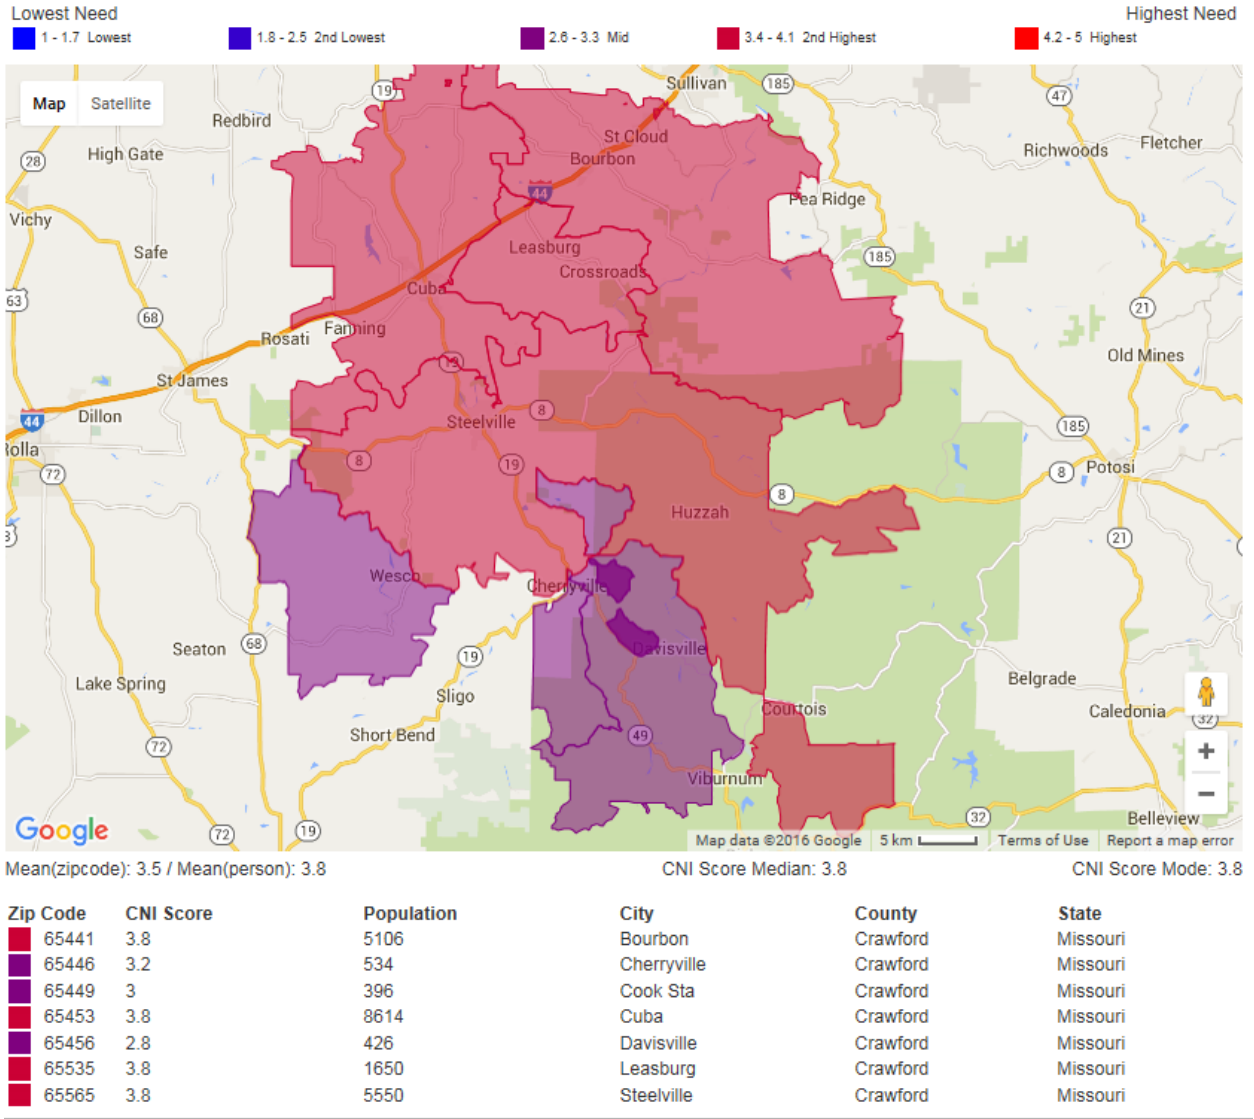 Lowest Need Highest Need
1 - 1.7 Lowest 1.8 - 2.5 2nd Lowest 2.6 - 3.3 Mid 3.4 - 4.1 2nd Highest 4.2 - 5 Highest
Map Satellite
19
Sullivan
185
47
Redbird
St Cloud
Richwoods
Fletcher
High Gate
Bourbon
28
44
Pea Ridge
Vichy
Safe
Leasburg
185
Crossroads
Cuba
63
68
21
Rosati
Fanning
Old Mines
19
St James
Dillon
8
44
Steelville
185
Rolla
8
19
8
Potosi
72
8
Huzzah
21
Wesco
Cherryville
Seaton
68
Davisville
19
Lake Spring
Belgrade
Sligo
Courtois
Caledonia
32
Short Bend
49
72
+
Viburnum
−
Google
72
19
32
Belleview
Map data ©2016 Google 5 km Terms of Use Report a map error
Mean(zipcode): 3.5 / Mean(person): 3.8 CNI Score Median: 3.8 CNI Score Mode: 3.8
Zip Code CNI Score Population City County State
65441 3.8 5106 Bourbon Crawford Missouri
65446 3.2 534 Cherryville Crawford Missouri
65449 3 396 Cook Sta Crawford Missouri
65453 3.8 8614 Cuba Crawford Missouri
65456 2.8 426 Davisville Crawford Missouri
65535 3.8 1650 Leasburg Crawford Missouri
65565 3.8 5550 Steelville Crawford Missouri